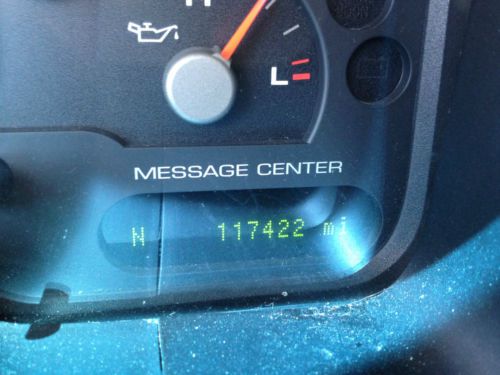 H
L
MESSAGE CENTER
N 117422 mi